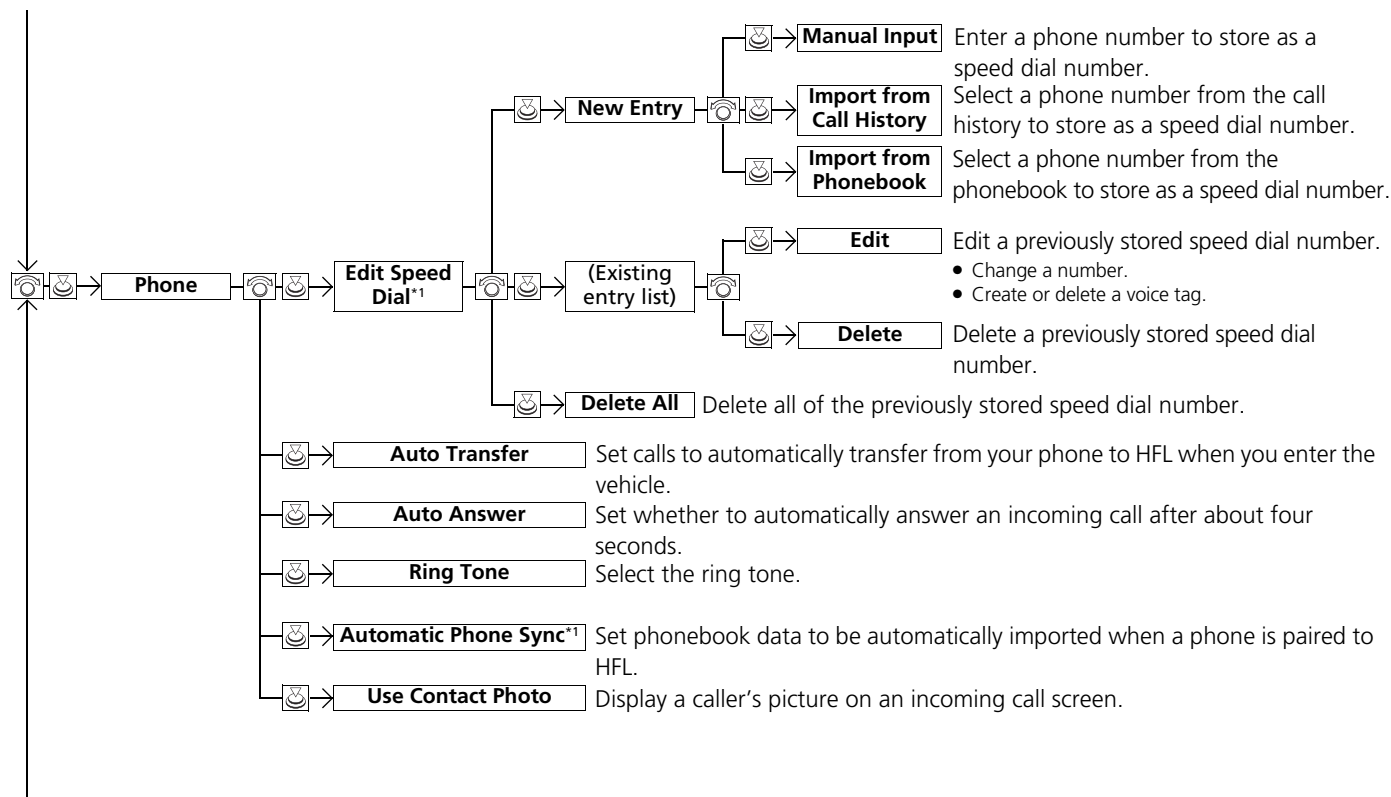 Manual Input
Enter a phone number to store as a
speed dial number.
New Entry
Import from
Call History
Select a phone number from the call
history to store as a speed dial number.
Import from
Phonebook
Select a phone number from the
phonebook to store as a speed dial number.
Phone
Edit Speed
Dial*1
(Existing
entry list)
Edit
Edit a previously stored speed dial number.
● Change a number.
● Create or delete a voice tag.
Delete
Delete a previously stored speed dial
number.
Delete All
Delete all of the previously stored speed dial number.
Auto Transfer
Set calls to automatically transfer from your phone to HFL when you enter the
vehicle.
Auto Answer
Set whether to automatically answer an incoming call after about four
seconds.
Ring Tone
Select the ring tone.
Automatic Phone Sync*1
Set phonebook data to be automatically imported when a phone is paired to
HFL.
Use Contact Photo
Display a caller's picture on an incoming call screen.